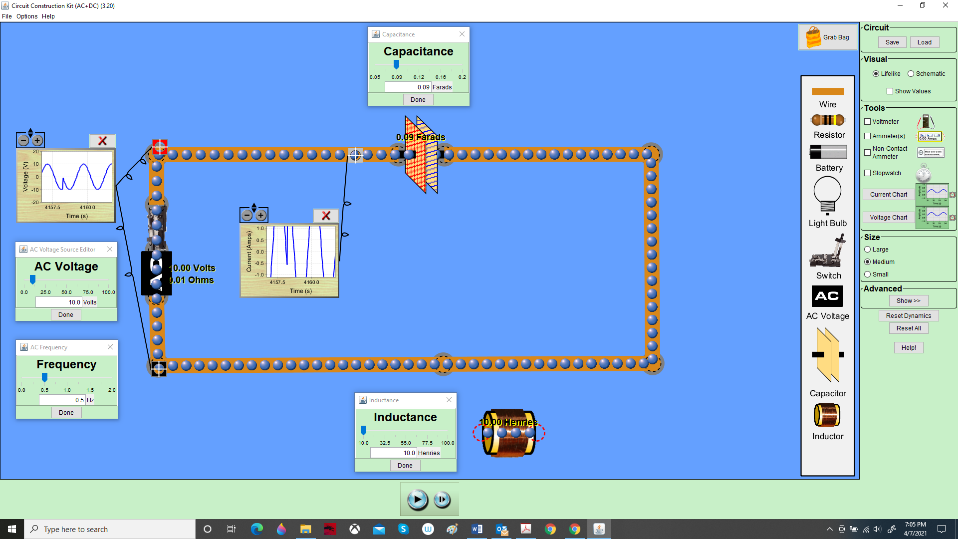 Circuit Construction Kit (AC+DC) (3.20)
File Options Help
Capacitance
Capacitance
0.05 0.09 0.12 0.16 0.2
0.09 Farads
Done
Grab Bag
Circuit
Save Load
Visual
Lifelike Schematic
Show Values
Tools
Voltmeter
Ammeter(s)
Non Contact
Ammeter
Stopwatch
Current Chart
Voltage Chart
Size
Large
Medium
Small
Advanced
Show >>
Reset Dynamics
Reset All
Help!
Wire
Resistor
Battery
Light Bulb
Switch
AC
AC Voltage
Capacitor
Inductor
0.09 Farads
Voltage (V)
20
10
0
-10
-20
4157.5 4160.0
Time (s)
Current (Amps)
1.0
0.5
0.0
-0.5
-1.0
4157.5 4160.0
Time (s)
10.00 Volts
0.01 Ohms
AC Voltage Source Editor
AC Voltage
0.0 25.0 50.0 75.0 100.0
10.0 Volts
Done
AC Frequency
Frequency
0.0 0.5 1.0 1.5 2.0
0.5 Hz
Done
Inductance
Inductance
0.0 32.5 55.0 77.5 100.0
10.0 Henries
Done
10.00 Henries
Type here to search
7:05 PM
4/7/2021